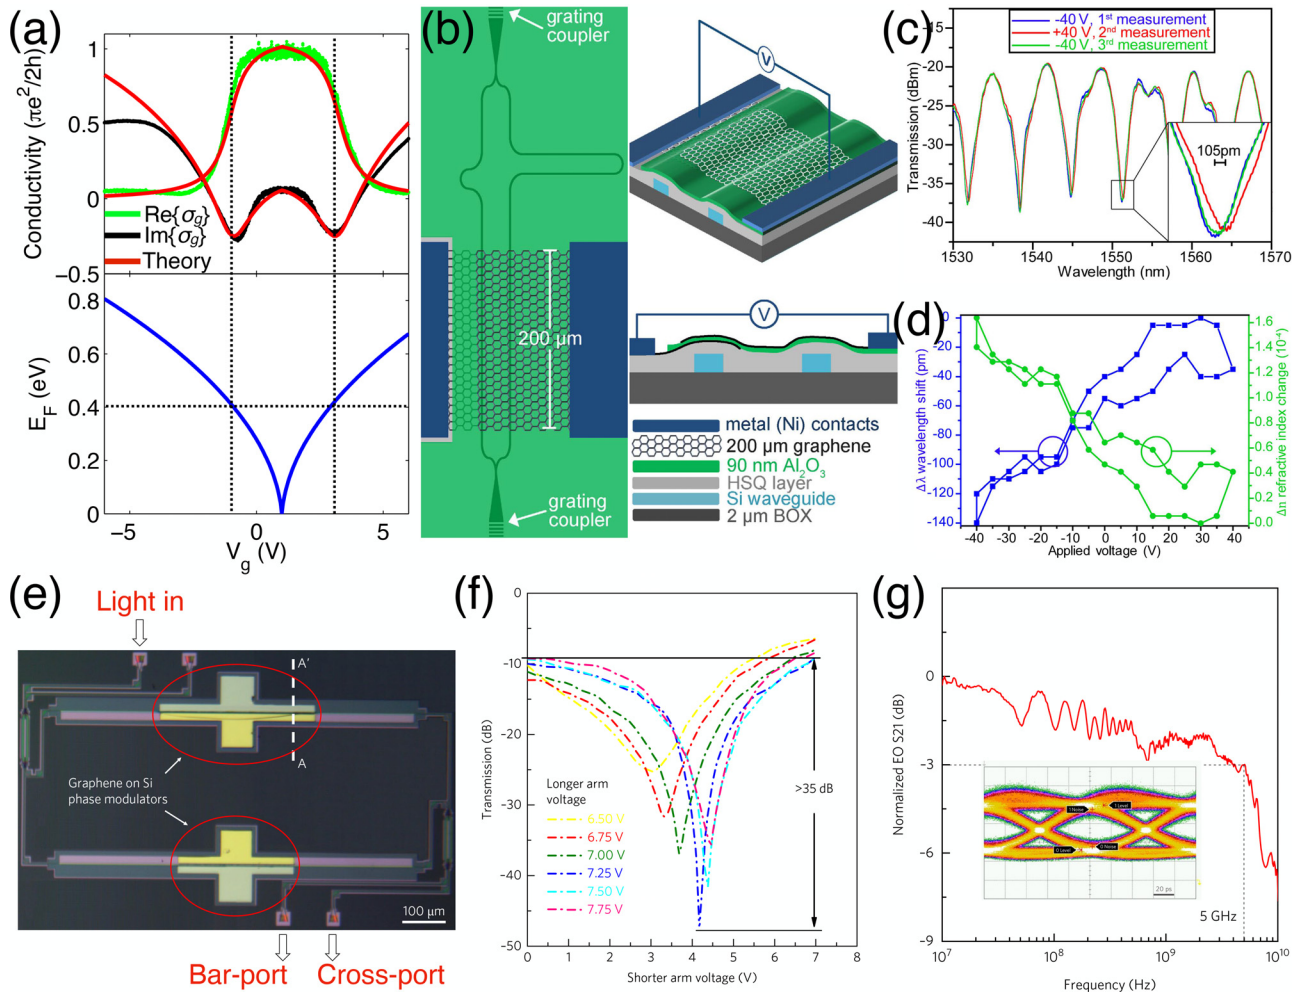 (a)
Conductivity (πe²/2h)
1
0.5
0
−0.5
Re{σg}
Im{σg}
Theory
EF (eV)
1
0.8
0.6
0.4
0.2
0
−5
0
5
Vg (V)
(b)
grating
coupler
200 μm
grating
coupler
V
V
metal (Ni) contacts
200 μm graphene
90 nm Al₂O₃
HSQ layer
Si waveguide
2 μm BOX
(c)
-40 V, 1st measurement
+40 V, 2nd measurement
-40 V, 3rd measurement
Transmission (dBm)
-20
-25
-30
-35
-40
105pm
1530
1540
1550
1560
1570
Wavelength (nm)
(d)
Δλ wavelength shift (pm)
0
-20
-40
-60
-80
-100
-120
-140
Δn refractive index change (10⁻⁴)
1.6
1.4
1.2
1.0
0.8
0.6
0.4
0.2
0.0
-50
-40
-30
-20
-10
0
10
20
30
40
Applied voltage (V)
(e)
Light in
A'
A
Graphene on Si
phase modulators
100 μm
Bar-port
Cross-port
(f)
Transmission (dB)
0
−10
−20
−30
−40
−50
Longer arm
voltage
6.50 V
6.75 V
7.00 V
7.25 V
7.50 V
7.75 V
>35 dB
0
1
2
3
4
5
6
7
8
Shorter arm voltage (V)
(g)
Normalized EO S21 (dB)
0
−3
−6
−9
1 Noise
1 Level
0 Level
0 Noise
20 ps
5 GHz
10⁷
10⁸
10⁹
10¹⁰
Frequency (Hz)